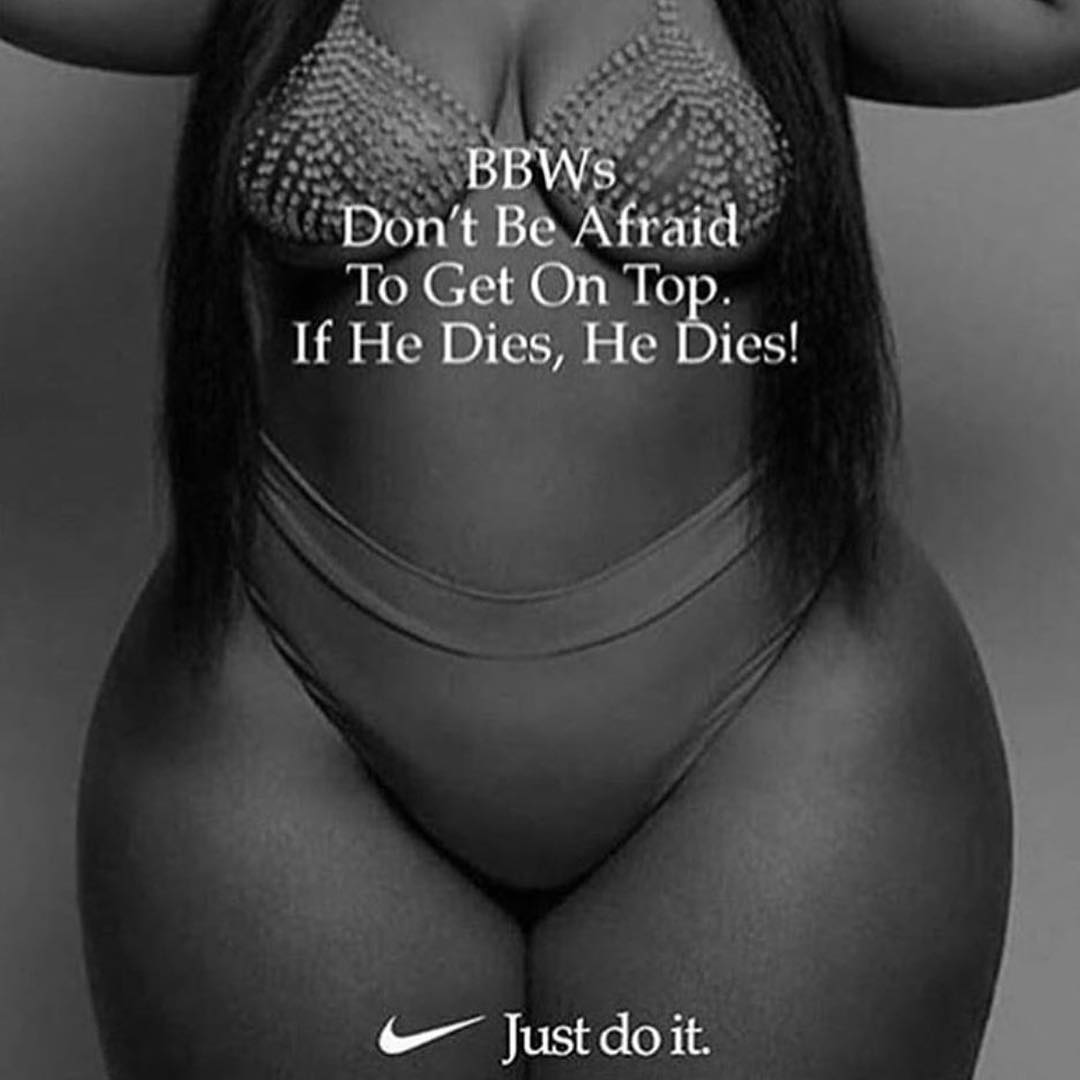 BBWs
Don't Be Afraid
To Get On Top.
If He Dies, He Dies!
Just do it.